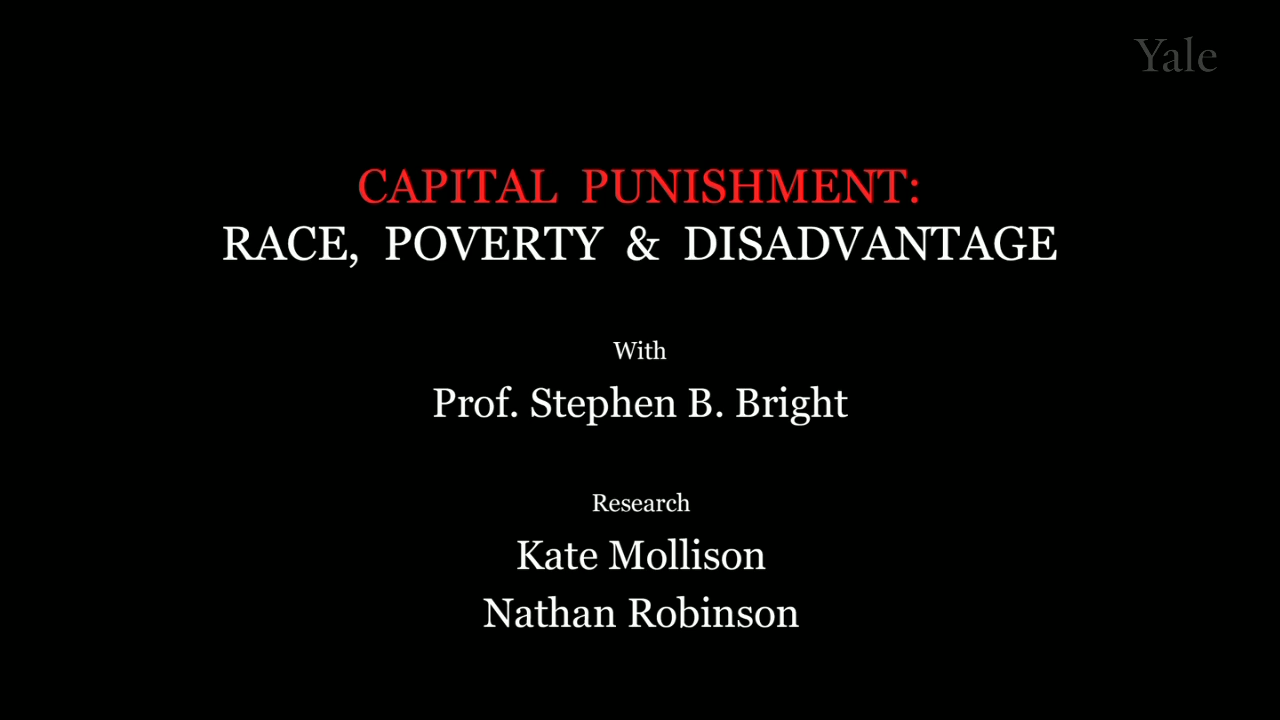 Yale
CAPITAL PUNISHMENT:
RACE, POVERTY & DISADVANTAGE
With
Prof. Stephen B. Bright
Research
Kate Mollison
Nathan Robinson